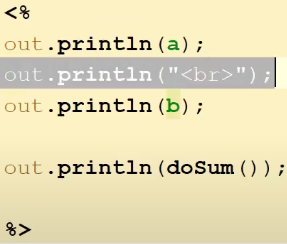 <%
out.println(a);
out.println("<br>");
out.println(b);
out.println(doSum());
%>